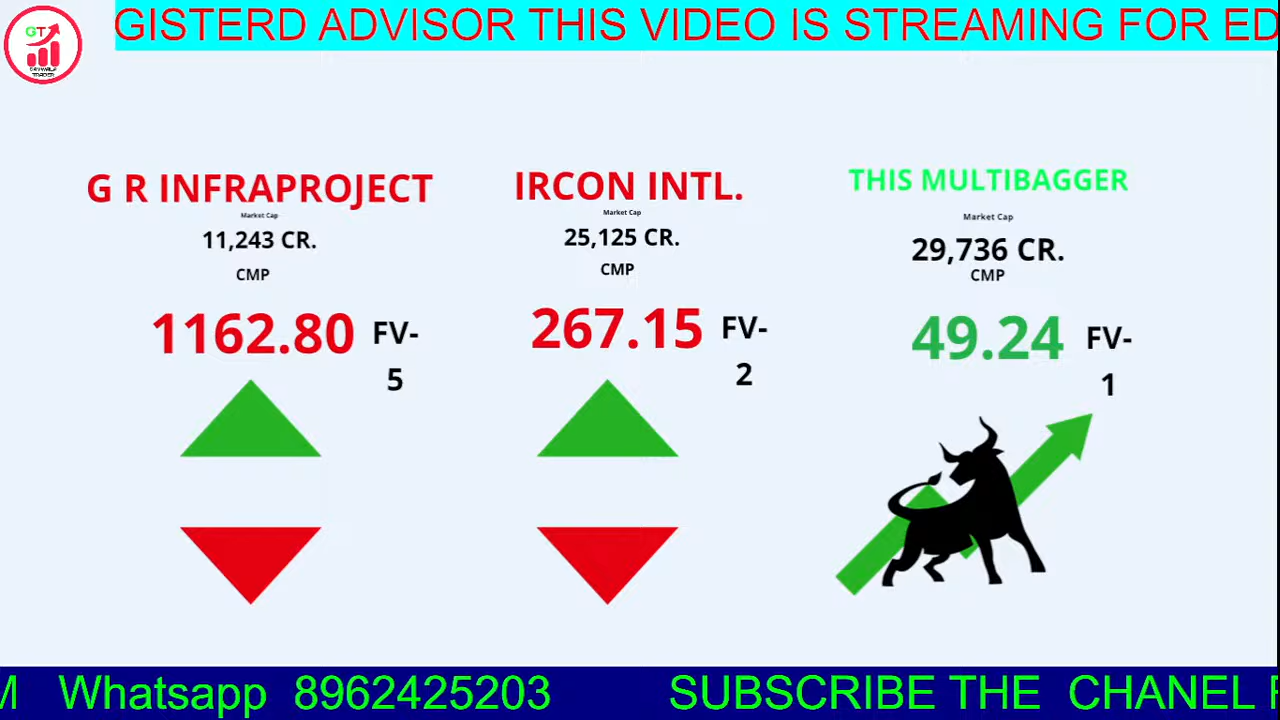 GISTERD ADVISOR THIS VIDEO IS STREAMING FOR ED
GT
TRADER
G R INFRAPROJECT
Market Cap
11,243 CR.
CMP
1162.80
FV-
5
IRCON INTL.
Market Cap
25,125 CR.
CMP
267.15
FV-
2
THIS MULTIBAGGER
Market Cap
29,736 CR.
CMP
49.24
FV-
1
M Whatsapp 8962425203 SUBSCRIBE THE CHANEL F